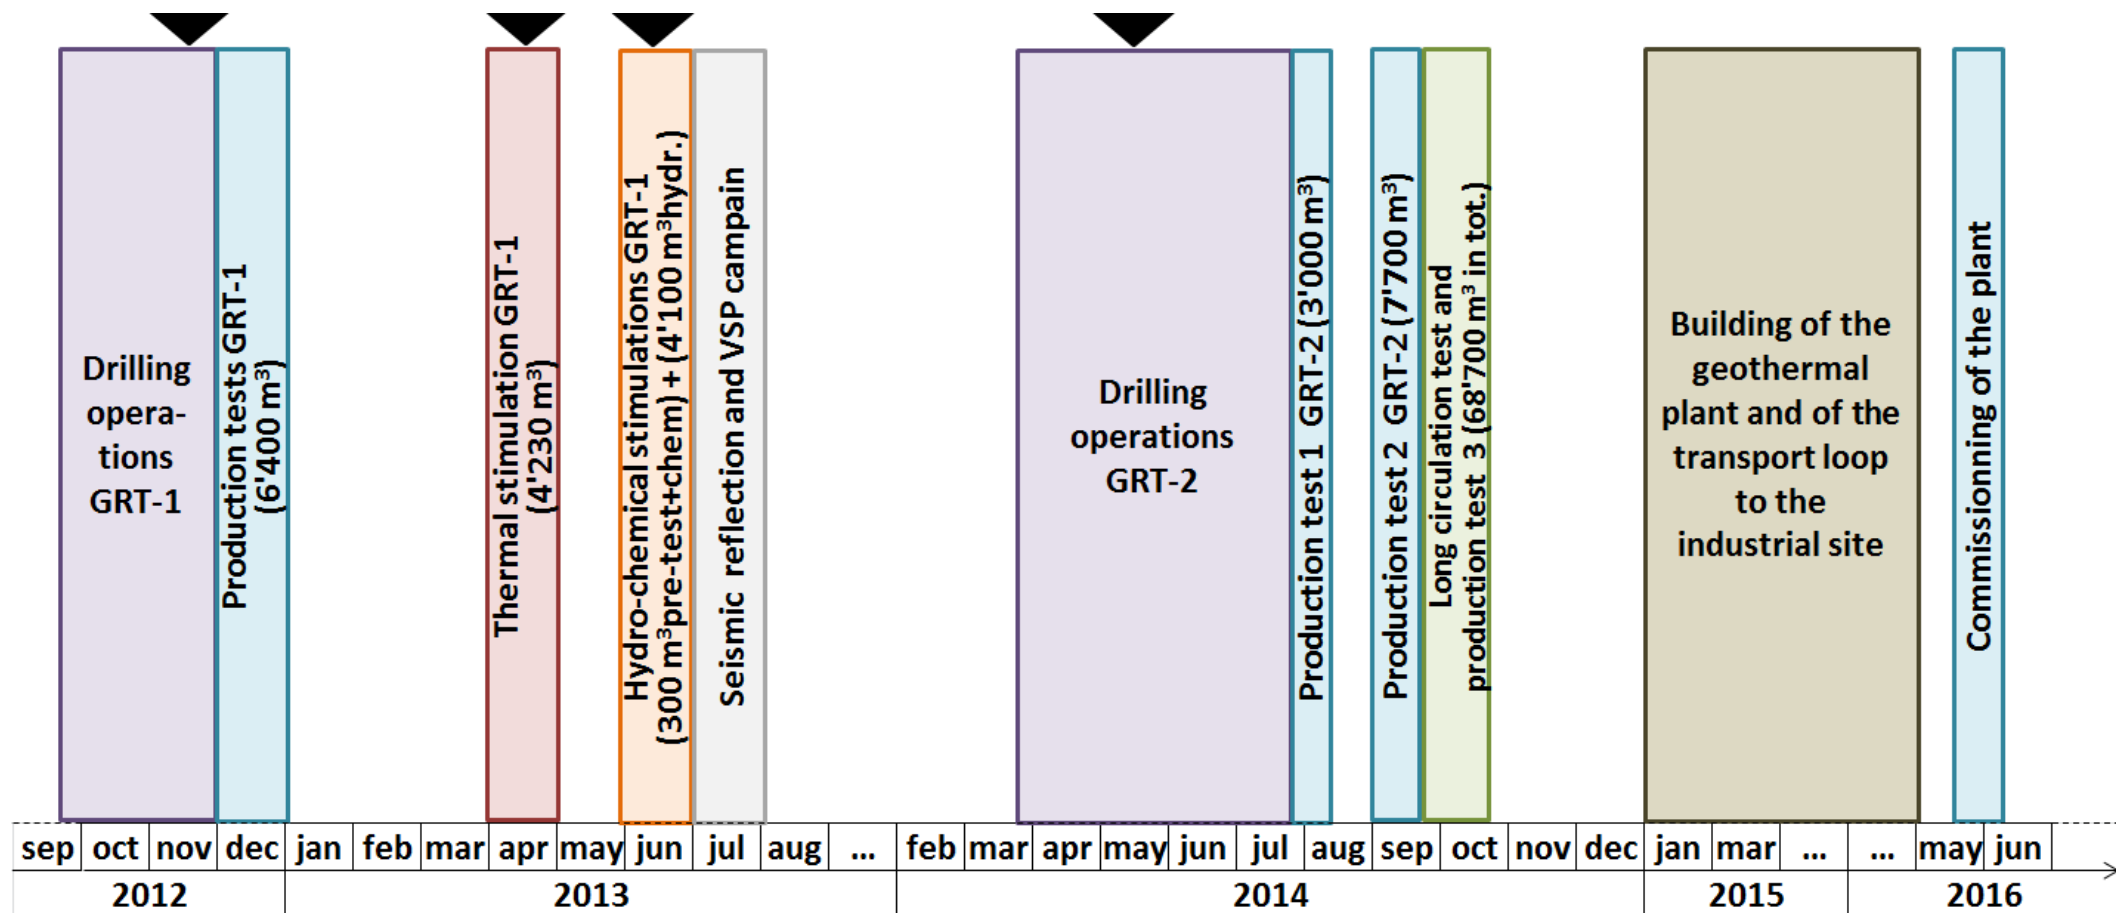 Drilling
opera-
tions
GRT-1
Production tests GRT-1
(6'400 m³)
Thermal stimulation GRT-1
(4'230 m³)
Hydro-chemical stimulations GRT-1
(300 m³pre-test+chem) + (4'100 m³hydr.)
Seismic reflection and VSP campain
Drilling
operations
GRT-2
Production test 1 GRT-2 (3'000 m³)
Production test 2 GRT-2 (7'700 m³)
Long circulation test and
production test 3 (68'700 m³ in tot.)
Building of the
geothermal
plant and of the
transport loop
to the
industrial site
Commissionning of the plant
sep oct nov dec jan feb mar apr may jun jul aug ... feb mar apr may jun jul aug sep oct nov dec jan mar ... ... may jun
2012 2013 2014 2015 2016